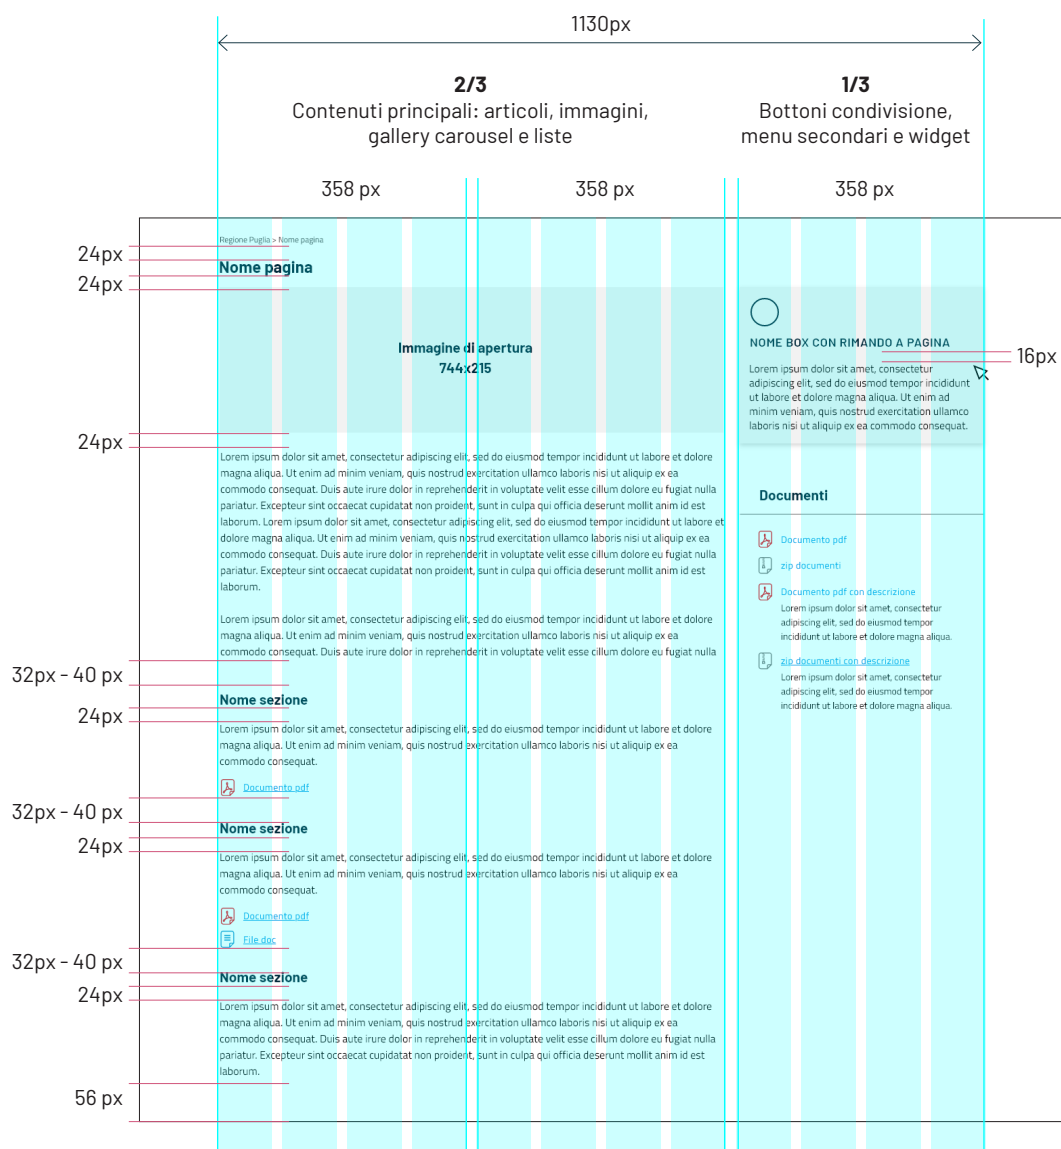 1130px
2/3
Contenuti principali: articoli, immagini,
gallery carousel e liste
1/3
Bottoni condivisione,
menu secondari e widget
358 px
358 px
358 px
Regione Puglia > Nome pagina
24px
Nome pagina
24px
Immagine di apertura
744x215
24px
Lorem ipsum dolor sit amet, consectetur adipiscing elit, sed do eiusmod tempor incididunt ut labore et dolore
magna aliqua. Ut enim ad minim veniam, quis nostrud exercitation ullamco laboris nisi ut aliquip ex ea
commodo consequat. Duis aute irure dolor in reprehenderit in voluptate velit esse cillum dolore eu fugiat nulla
pariatur. Excepteur sint occaecat cupidatat non proident, sunt in culpa qui officia deserunt mollit anim id est
laborum. Lorem ipsum dolor sit amet, consectetur adipiscing elit, sed do eiusmod tempor incididunt ut labore et
dolore magna aliqua. Ut enim ad minim veniam, quis nostrud exercitation ullamco laboris nisi ut aliquip ex ea
commodo consequat. Duis aute irure dolor in reprehenderit in voluptate velit esse cillum dolore eu fugiat nulla
pariatur. Excepteur sint occaecat cupidatat non proident, sunt in culpa qui officia deserunt mollit anim id est
laborum.
Lorem ipsum dolor sit amet, consectetur adipiscing elit, sed do eiusmod tempor incididunt ut labore et dolore
magna aliqua. Ut enim ad minim veniam, quis nostrud exercitation ullamco laboris nisi ut aliquip ex ea
commodo consequat. Duis aute irure dolor in reprehenderit in voluptate velit esse cillum dolore eu fugiat nulla
32px - 40 px
Nome sezione
24px
Lorem ipsum dolor sit amet, consectetur adipiscing elit, sed do eiusmod tempor incididunt ut labore et dolore
magna aliqua. Ut enim ad minim veniam, quis nostrud exercitation ullamco laboris nisi ut aliquip ex ea
commodo consequat.
Documento pdf
32px - 40 px
Nome sezione
24px
Lorem ipsum dolor sit amet, consectetur adipiscing elit, sed do eiusmod tempor incididunt ut labore et dolore
magna aliqua. Ut enim ad minim veniam, quis nostrud exercitation ullamco laboris nisi ut aliquip ex ea
commodo consequat.
Documento pdf
File doc
32px - 40 px
Nome sezione
24px
Lorem ipsum dolor sit amet, consectetur adipiscing elit, sed do eiusmod tempor incididunt ut labore et dolore
magna aliqua. Ut enim ad minim veniam, quis nostrud exercitation ullamco laboris nisi ut aliquip ex ea
commodo consequat. Duis aute irure dolor in reprehenderit in voluptate velit esse cillum dolore eu fugiat nulla
pariatur. Excepteur sint occaecat cupidatat non proident, sunt in culpa qui officia deserunt mollit anim id est
laborum.
56 px
NOME BOX CON RIMANDO A PAGINA
16px
Lorem ipsum dolor sit amet, consectetur
adipiscing elit, sed do eiusmod tempor incididunt
ut labore et dolore magna aliqua. Ut enim ad
minim veniam, quis nostrud exercitation ullamco
laboris nisi ut aliquip ex ea commodo consequat.
Documenti
Documento pdf
zip documenti
Documento pdf con descrizione
Lorem ipsum dolor sit amet, consectetur
adipiscing elit, sed do eiusmod tempor
incididunt ut labore et dolore magna aliqua.
zip documenti con descrizione
Lorem ipsum dolor sit amet, consectetur
adipiscing elit, sed do eiusmod tempor
incididunt ut labore et dolore magna aliqua.